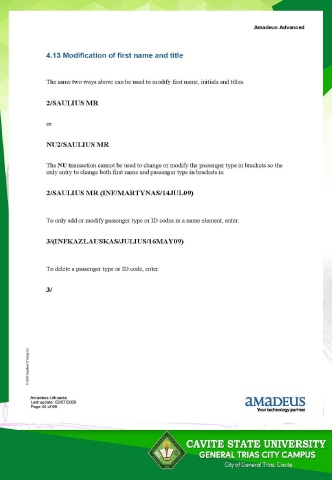 Amadeus Advanced
4.13 Modification of first name and title
The same two ways above can be used to modify first name, initials and titles.
2/SAULIUS MR
or
NU2/SAULIUS MR
The NU transaction cannot be used to change or modify the passenger type in brackets so the
only entry to change both first name and passenger type in brackets is:
2/SAULIUS MR (INF/MARTYNAS/14JUL09)
To only add or modify passenger type or ID codes in a name element, enter:
3/(INFKAZLAUSKAS/JULIUS/16MAY09)
To delete a passenger type or ID code, enter:
3/
Amadeus Lithuania
Last update: 02/07/2009
Page 42 of 99
amadeus
Your technology partner
CAVITE STATE UNIVERSITY
GENERAL TRIAS CITY CAMPUS
City of General Trias, Cavite